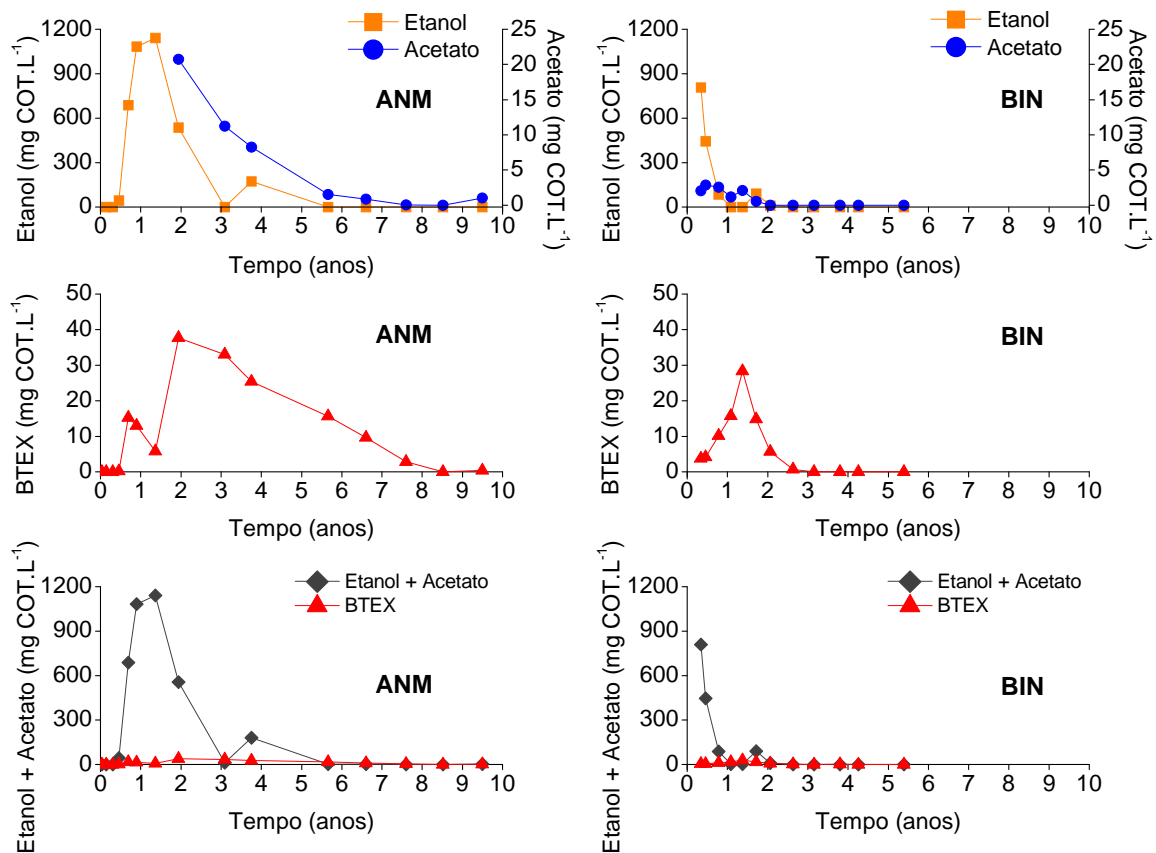 Etanol
Acetato
ANM
Etanol (mg COT.L⁻¹)
1200
900
600
300
0
Acetato (mg COT.L⁻¹)
25
20
15
10
5
0
0 1 2 3 4 5 6 7 8 9 10
Tempo (anos)
Etanol
Acetato
BIN
Etanol (mg COT.L⁻¹)
1200
900
600
300
0
Acetato (mg COT.L⁻¹)
25
20
15
10
5
0
0 1 2 3 4 5 6 7 8 9 10
Tempo (anos)
ANM
BTEX (mg COT.L⁻¹)
50
40
30
20
10
0
0 1 2 3 4 5 6 7 8 9 10
Tempo (anos)
BIN
BTEX (mg COT.L⁻¹)
50
40
30
20
10
0
0 1 2 3 4 5 6 7 8 9 10
Tempo (anos)
Etanol + Acetato
BTEX
ANM
Etanol + Acetato (mg COT.L⁻¹)
1200
900
600
300
0
0 1 2 3 4 5 6 7 8 9 10
Tempo (anos)
Etanol + Acetato
BTEX
BIN
Etanol + Acetato (mg COT.L⁻¹)
1200
900
600
300
0
0 1 2 3 4 5 6 7 8 9 10
Tempo (anos)